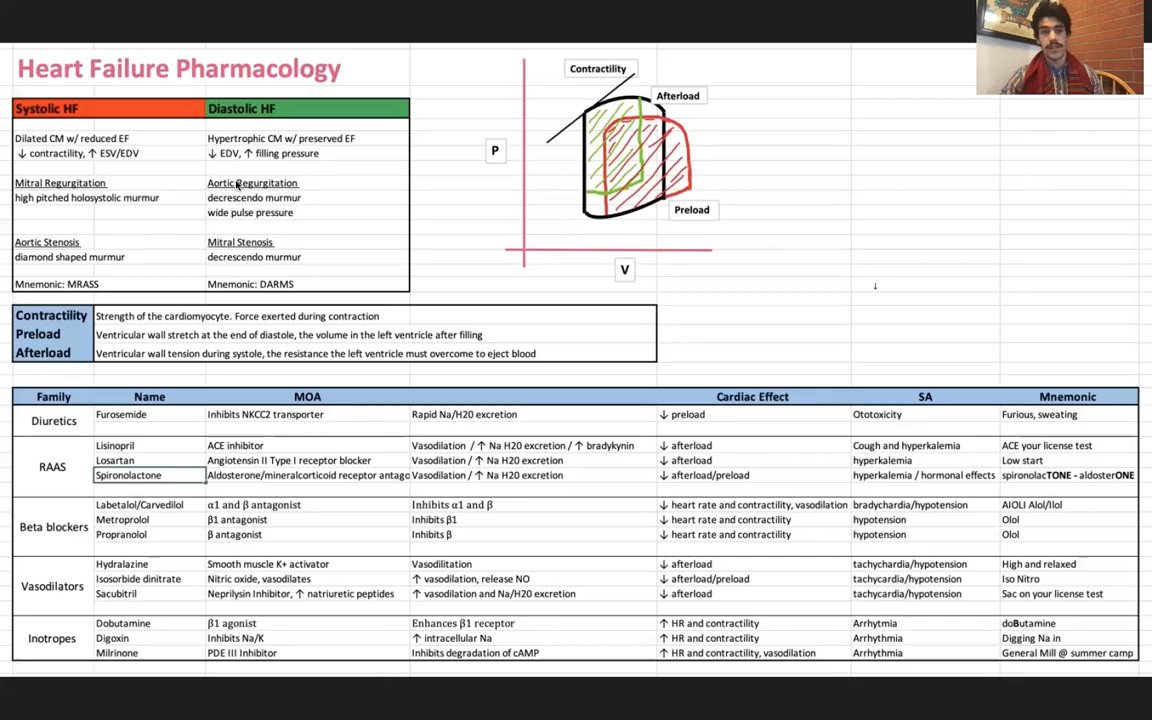 Heart Failure Pharmacology
Systolic HF Diastolic HF
Dilated CM w/ reduced EF Hypertrophic CM w/ preserved EF
↓ contractility, ↑ ESV/EDV ↓ EDV, ↑ filling pressure
Mitral Regurgitation Aortic Regurgitation
high pitched holosystolic murmur decrescendo murmur
wide pulse pressure
Aortic Stenosis Mitral Stenosis
diamond shaped murmur decrescendo murmur
Mnemonic: MRASS Mnemonic: DARMS
Contractility
Afterload
P
Preload
V
↓
Contractility Strength of the cardiomyocyte. Force exerted during contraction
Preload Ventricular wall stretch at the end of diastole, the volume in the left ventricle after filling
Afterload Ventricular wall tension during systole, the resistance the left ventricle must overcome to eject blood
Family Name MOA Cardiac Effect SA Mnemonic
Diuretics Furosemide Inhibits NKCC2 transporter Rapid Na/H20 excretion ↓ preload Ototoxicity Furious, sweating
RAAS
Lisinopril ACE inhibitor Vasodilation / ↑ Na H20 excretion / ↑ bradykynin ↓ afterload Cough and hyperkalemia ACE your license test
Losartan Angiotensin II Type I receptor blocker Vasodilation / ↑ Na H20 excretion ↓ afterload hyperkalemia Low start
Spironolactone Aldosterone/mineralcorticoid receptor antago Vasodilation / ↑ Na H20 excretion ↓ afterload/preload hyperkalemia / hormonal effects spironolacTONE - aldosterONE
Beta blockers
Labetalol/Carvedilol α1 and β antagonist Inhibits α1 and β ↓ heart rate and contractility, vasodilation bradychardia/hypotension AIOLI Alol/Ilol
Metroprolol β1 antagonist Inhibits β1 ↓ heart rate and contractility hypotension Olol
Propranolol β antagonist Inhibits β ↓ heart rate and contractility hypotension Olol
Vasodilators
Hydralazine Smooth muscle K+ activator Vasodilitation ↓ afterload tachychardia/hypotension High and relaxed
Isosorbide dinitrate Nitric oxide, vasodilates ↑ vasodilation, release NO ↓ afterload/preload tachycardia/hypotension Iso Nitro
Sacubitril Neprilysin Inhibitor, ↑ natriuretic peptides ↑ vasodilation and Na/H20 excretion ↓ afterload tachycardia/hypotension Sac on your license test
Inotropes
Dobutamine β1 agonist Enhances β1 receptor ↑ HR and contractility Arrhytmia doButamine
Digoxin Inhibits Na/K ↑ intracellular Na ↑ HR and contractility Arrhythmia Digging Na in
Milrinone PDE III Inhibitor Inhibits degradation of cAMP ↑ HR and contractility, vasodilation Arrhythmia General Mill @ summer camp